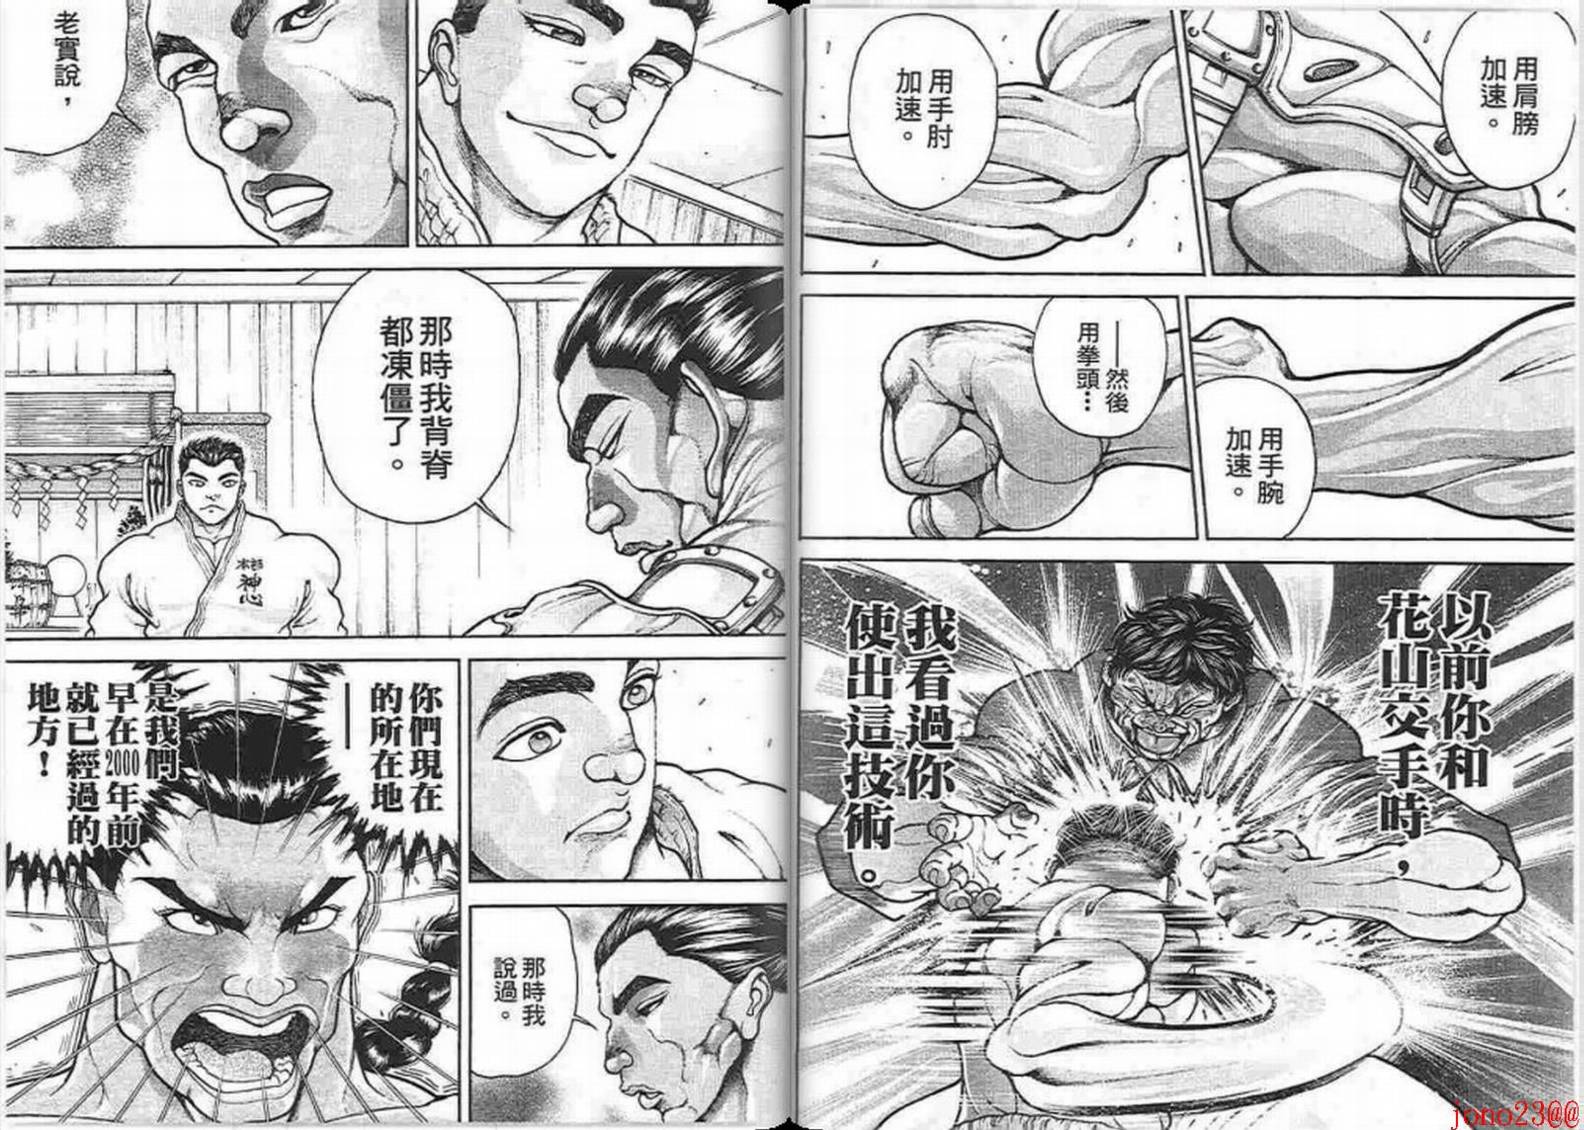 用肩膀
加速。
用手肘
加速。
用手腕
加速。
——然後
用拳頭…
以前你和
花山交手時，
我看過你
使出這技術。
老實說，
那時我背脊
都凍僵了。
神心
那時我
說過。
你們現在
的所在地
——
是我們
早在2000年前
就已經過的
地方！
jono23@@